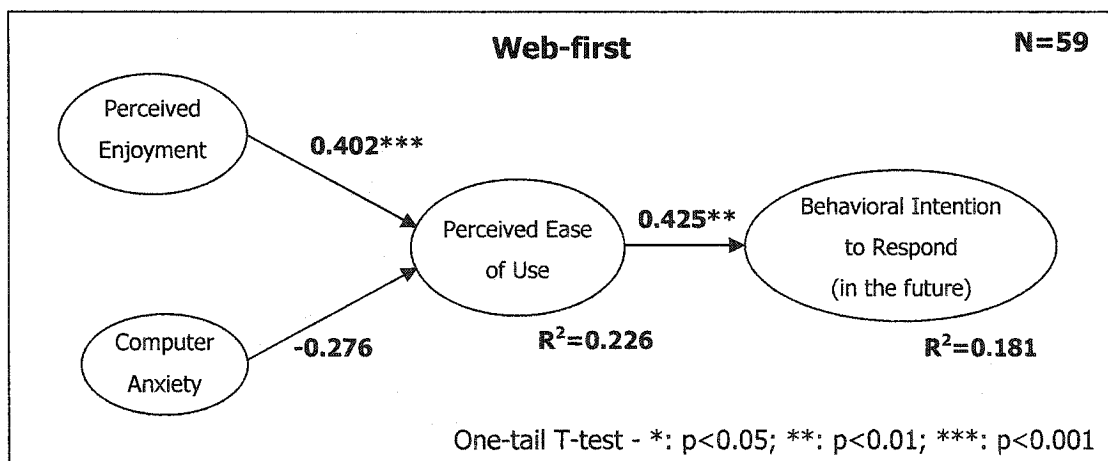 Web-first
N=59
Perceived
Enjoyment
0.402***
Perceived Ease
of Use
0.425**
Behavioral Intention
to Respond
(in the future)
Computer
Anxiety
-0.276
R²=0.226
R²=0.181
One-tail T-test - *: p<0.05; **: p<0.01; ***: p<0.001